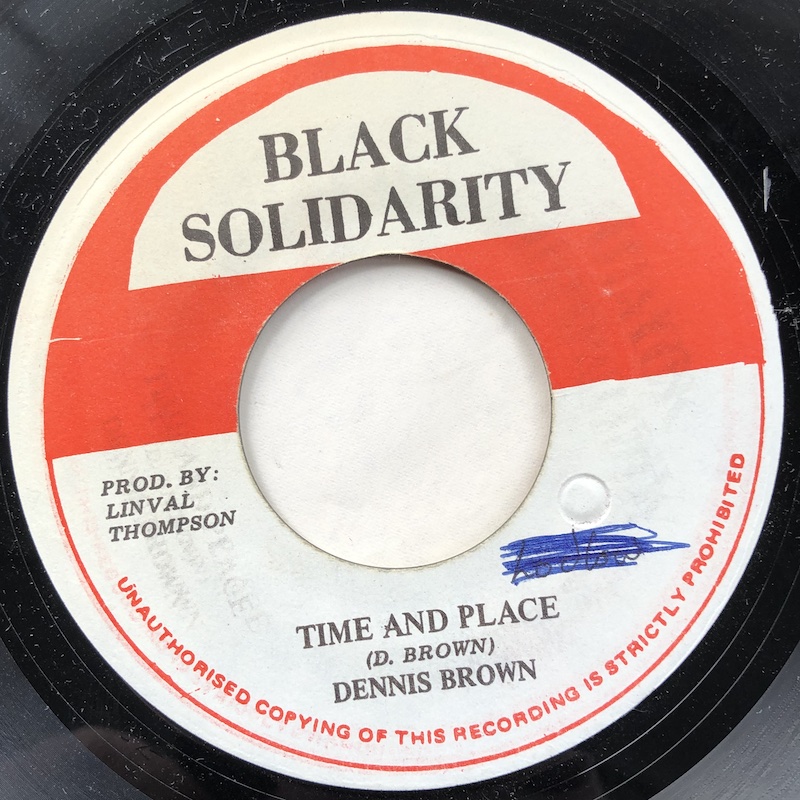 BLACK
SOLIDARITY
PROD. BY:
LINVAL
THOMPSON
TIME AND PLACE
(D. BROWN)
DENNIS BROWN
UNAUTHORISED COPYING OF THIS RECORDING IS STRICTLY PROHIBITED